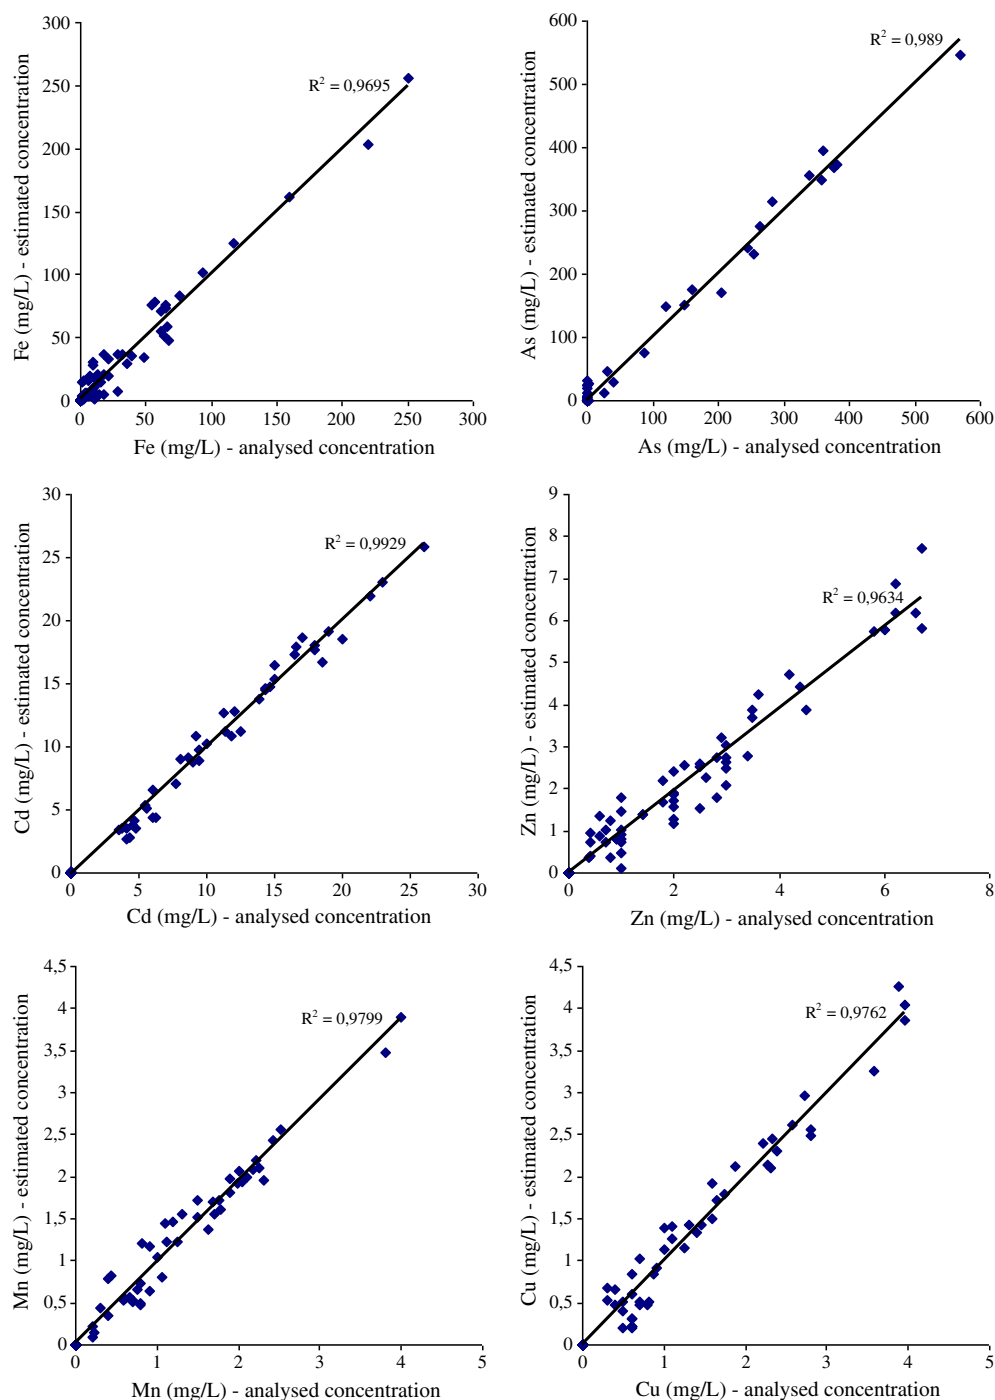 300
250
200
150
100
50
0
Fe (mg/L) - estimated concentration
R² = 0,9695
0 50 100 150 200 250 300
Fe (mg/L) - analysed concentration
600
500
400
300
200
100
0
As (mg/L) - estimated concentration
R² = 0,989
0 100 200 300 400 500 600
As (mg/L) - analysed concentration
30
25
20
15
10
5
0
Cd (mg/L) - estimated concentration
R² = 0,9929
0 5 10 15 20 25 30
Cd (mg/L) - analysed concentration
9
8
7
6
5
4
3
2
1
0
Zn (mg/L) - estimated concentration
R² = 0,9634
0 2 4 6 8
Zn (mg/L) - analysed concentration
4,5
4
3,5
3
2,5
2
1,5
1
0,5
0
Mn (mg/L) - estimated concentration
R² = 0,9799
0 1 2 3 4 5
Mn (mg/L) - analysed concentration
4,5
4
3,5
3
2,5
2
1,5
1
0,5
0
Cu (mg/L) - estimated concentration
R² = 0,9762
0 1 2 3 4 5
Cu (mg/L) - analysed concentration